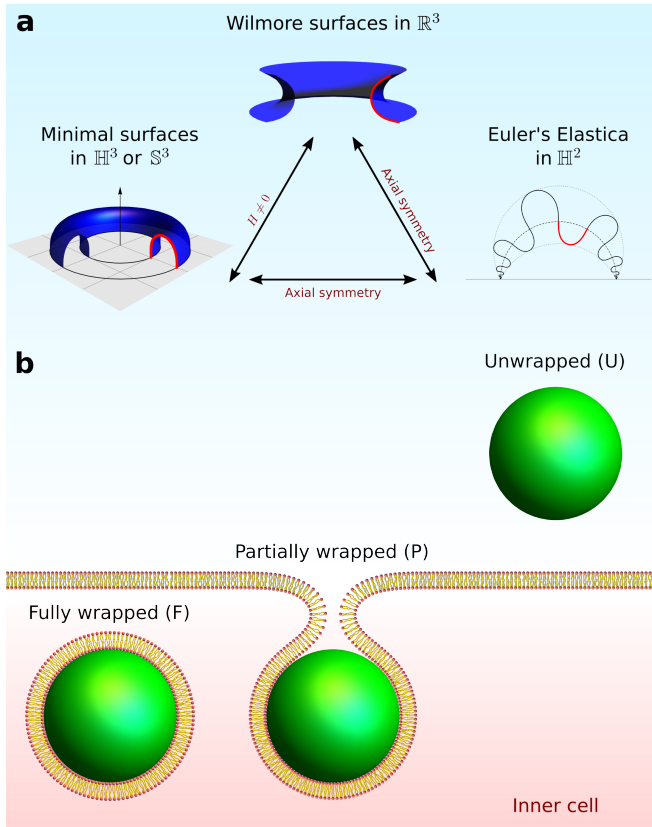 a
Wilmore surfaces in ℝ³
Minimal surfaces
in ℍ³ or 𝕊³
Euler's Elastica
in ℍ²
H ≠ 0
Axial symmetry
Axial symmetry
b
Unwrapped (U)
Partially wrapped (P)
Fully wrapped (F)
Inner cell